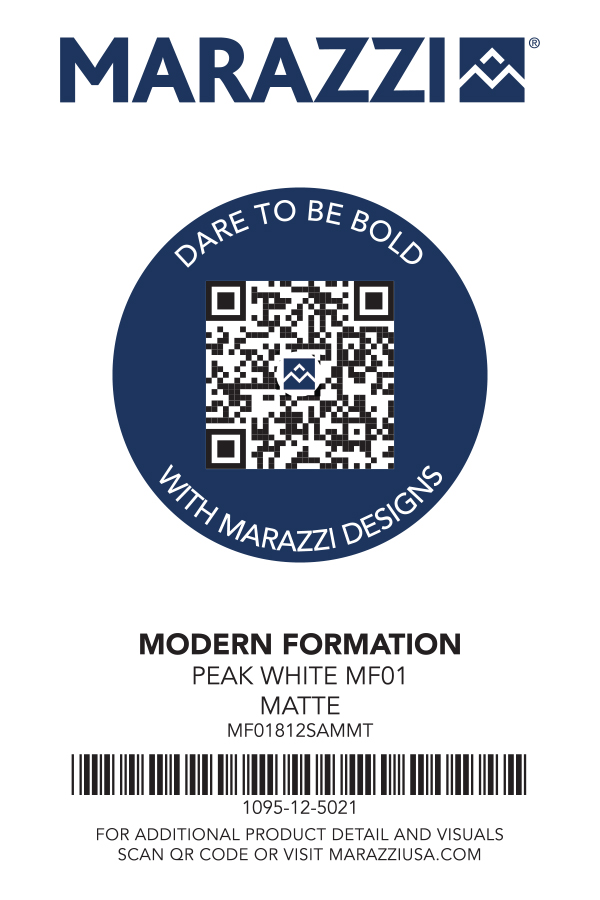 MARAZZI®
DARE TO BE BOLD
WITH MARAZZI DESIGNS
MODERN FORMATION
PEAK WHITE MF01
MATTE
MF01812SAMMT
1095-12-5021
FOR ADDITIONAL PRODUCT DETAIL AND VISUALS
SCAN QR CODE OR VISIT MARAZZIUSA.COM